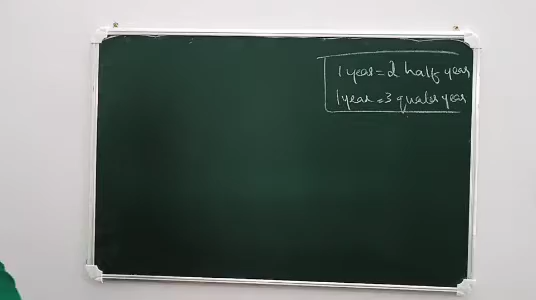 1 year = 2 half year
1 year = 3 quater year